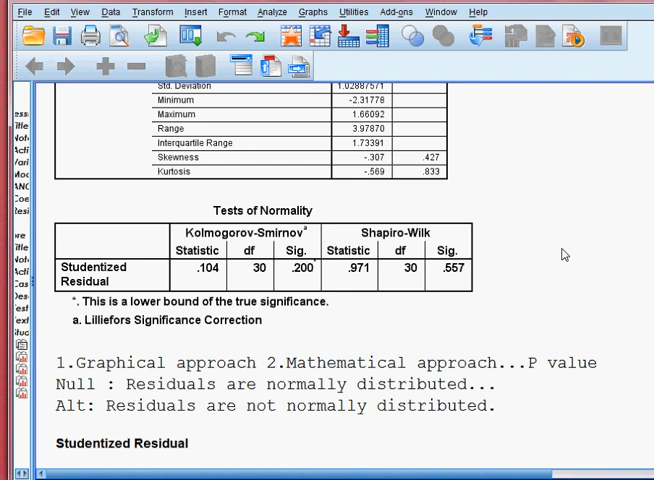 File Edit View Data Transform Insert Format Analyze Graphs Utilities Add-ons Window Help
Std. Deviation 1.02887571
Minimum -2.31778
Maximum 1.66092
Range 3.97870
Interquartile Range 1.73391
Skewness -.307 .427
Kurtosis -.569 .833
Tests of Normality
Kolmogorov-Smirnov a Shapiro-Wilk
Statistic df Sig. Statistic df Sig.
Studentized Residual .104 30 .200* .971 30 .557
*. This is a lower bound of the true significance.
a. Lilliefors Significance Correction
1.Graphical approach 2.Mathematical approach...P value
Null : Residuals are normally distributed...
Alt: Residuals are not normally distributed.
Studentized Residual